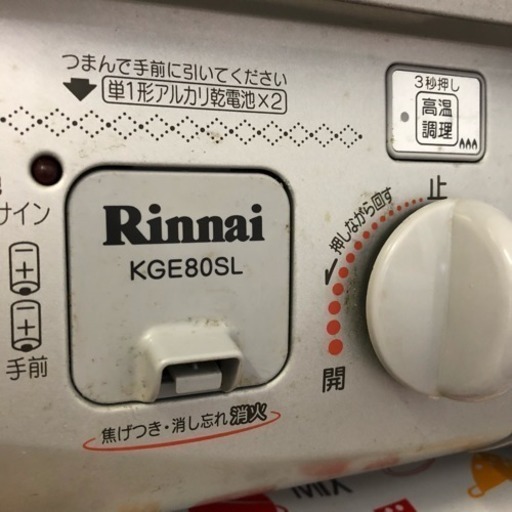 つまんで手前に引いてください
単1形アルカリ乾電池×2
3秒押し
高温
調理
サイン
手前
Rinnai
KGE80SL
焦げつき・消し忘れ消火
止
押しながら回す
開
MIX